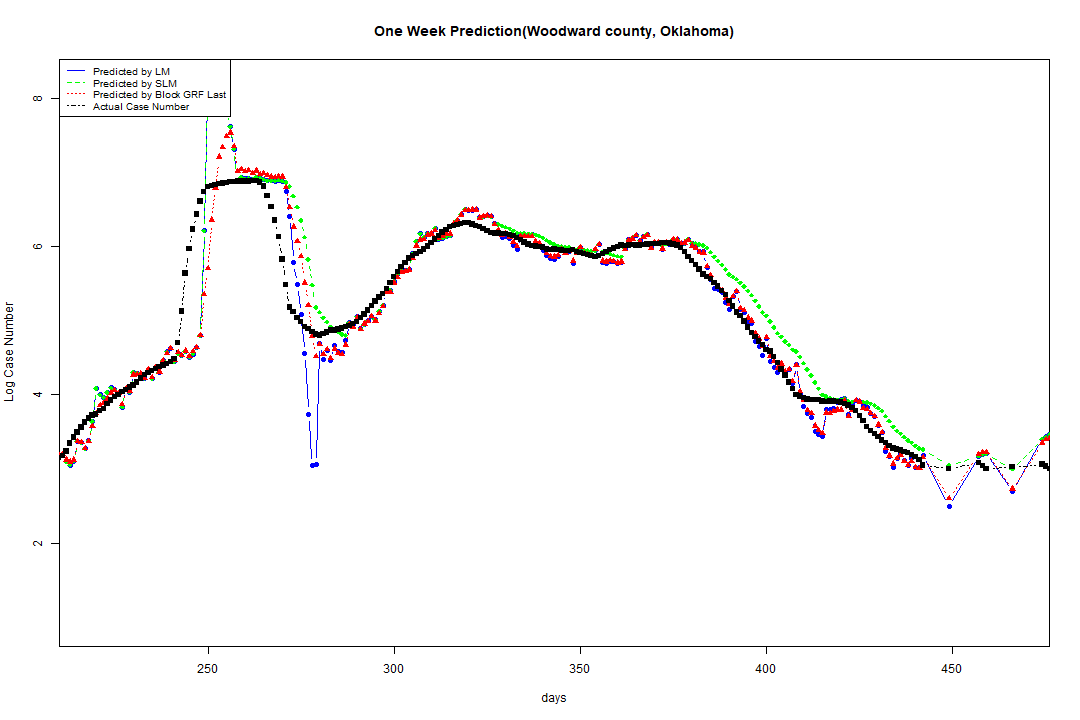 One Week Prediction(Woodward county, Oklahoma)
Predicted by LM
Predicted by SLM
Predicted by Block GRF Last
Actual Case Number
8
6
4
2
Log Case Number
250 300 350 400 450
days